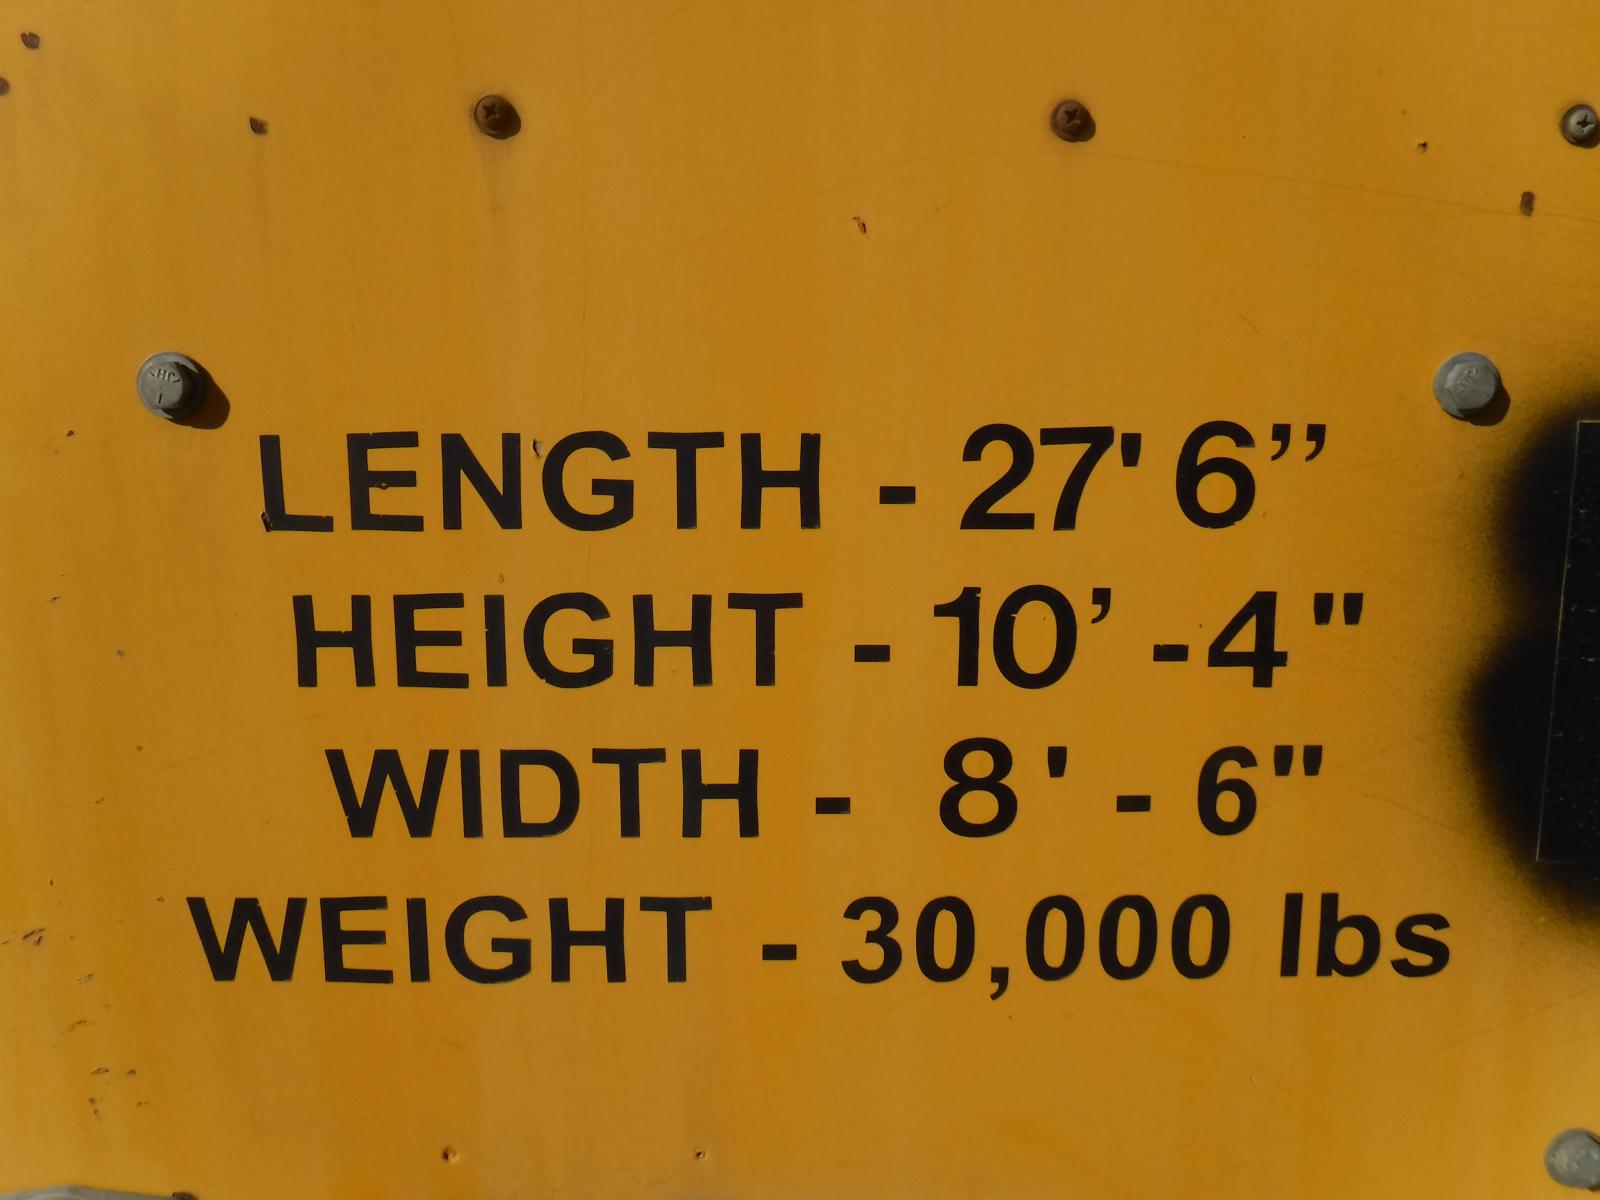 LENGTH - 27' 6”
HEIGHT - 10’ - 4"
WIDTH - 8' - 6"
WEIGHT - 30,000 lbs